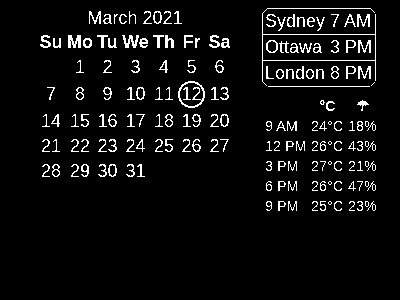 March 2021
Su Mo Tu We Th Fr Sa
1 2 3 4 5 6
7 8 9 10 11 12 13
14 15 16 17 18 19 20
21 22 23 24 25 26 27
28 29 30 31
Sydney 7 AM
Ottawa 3 PM
London 8 PM
°C ☂
9 AM 24°C 18%
12 PM 26°C 43%
3 PM 27°C 21%
6 PM 26°C 47%
9 PM 25°C 23%